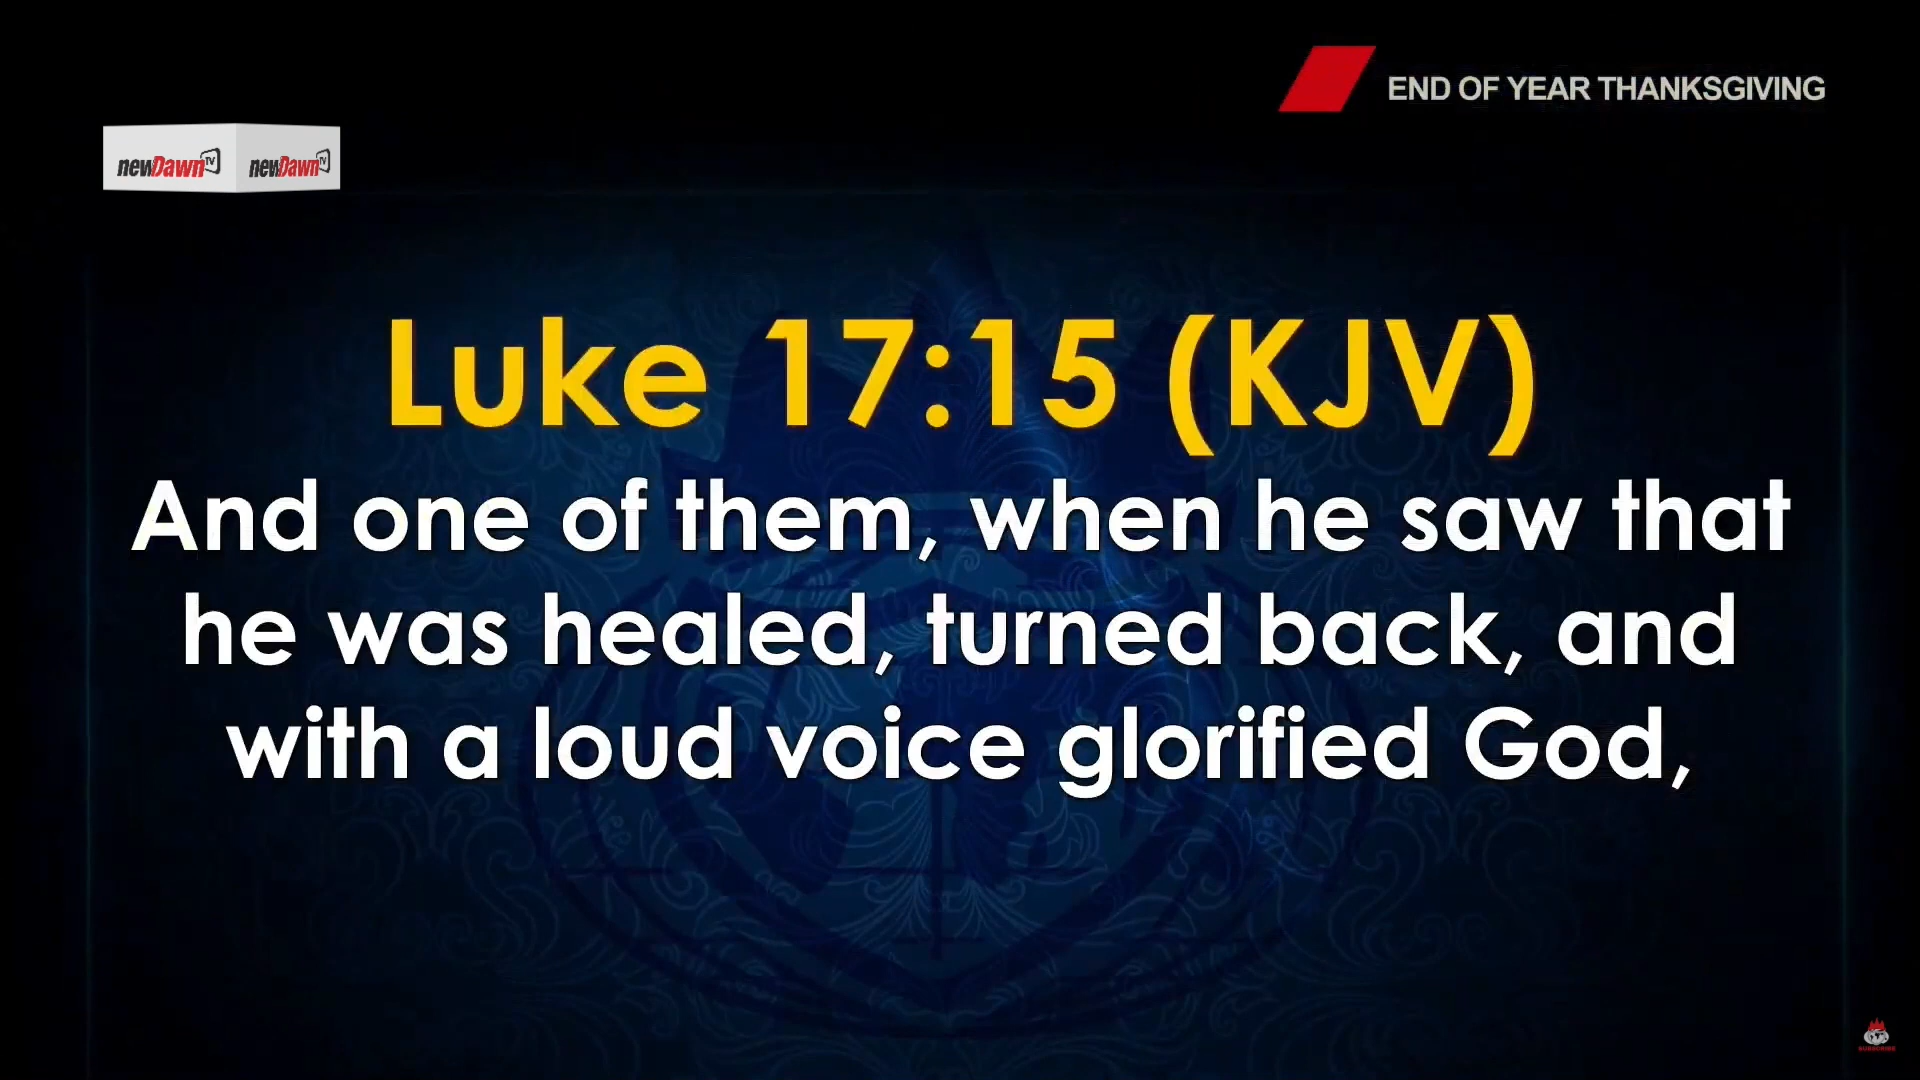 END OF YEAR THANKSGIVING
newDawn TV newDawn TV
Luke 17:15 (KJV)
And one of them, when he saw that
he was healed, turned back, and
with a loud voice glorified God,
SUBSCRIBE